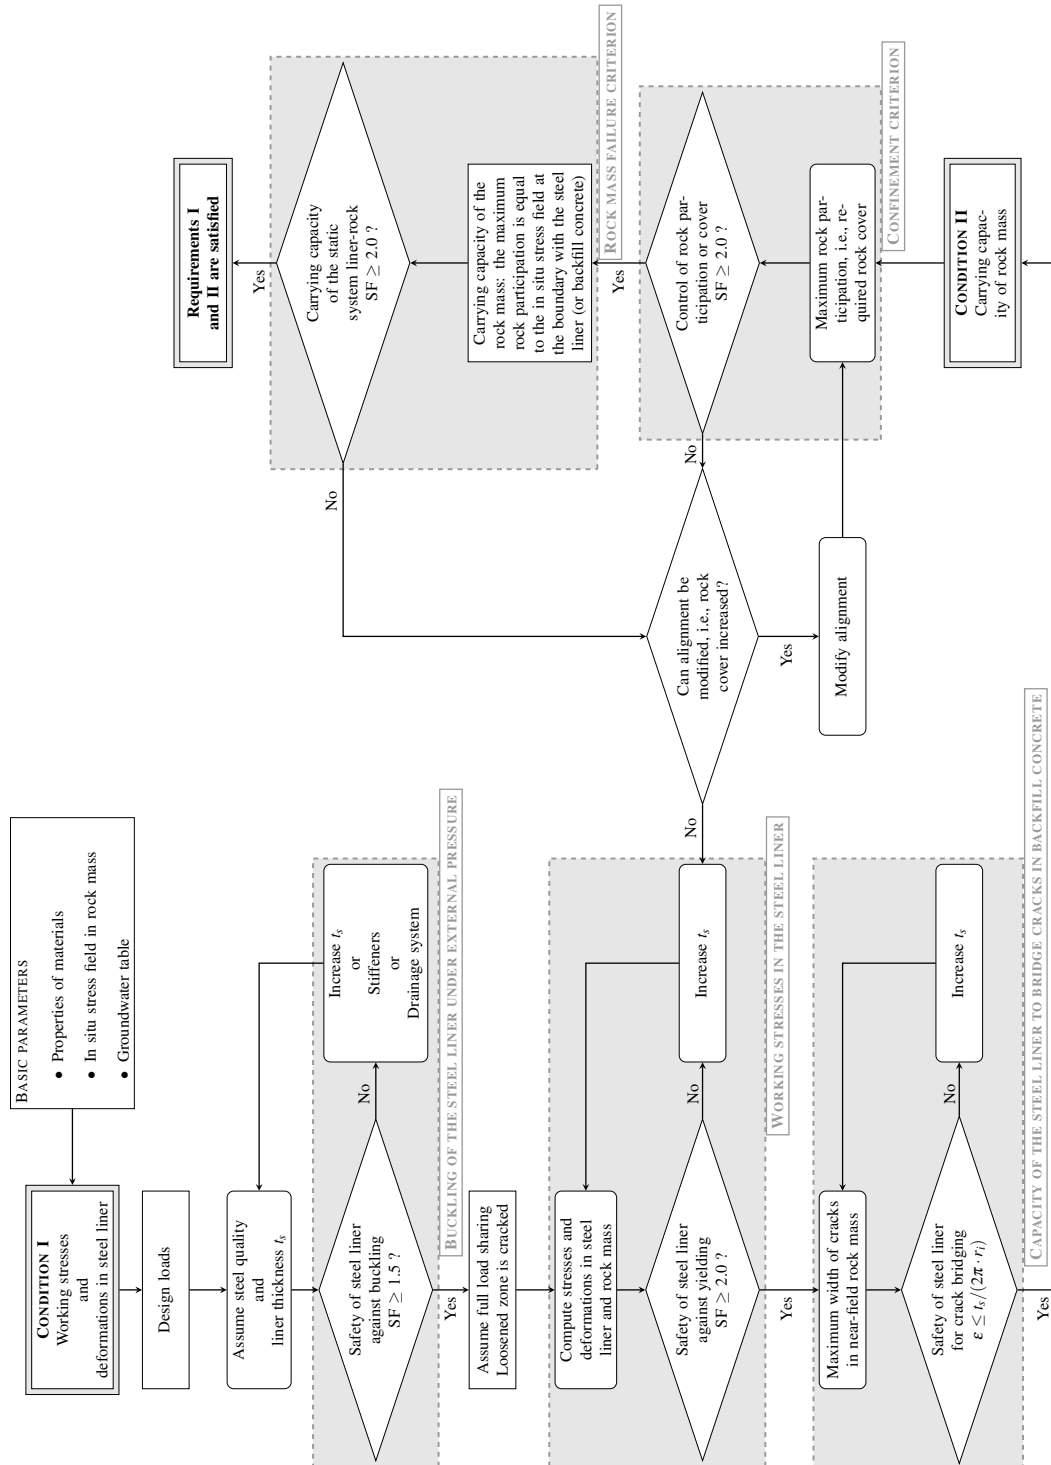 BASIC PARAMETERS
• Properties of materials
• In situ stress field in rock mass
• Groundwater table
CONDITION I
Working stresses
and
deformations in steel liner
Design loads
Assume steel quality
and
liner thickness t_s
Safety of steel liner
against buckling
SF ≥ 1.5 ?
No
Increase t_s
or
Stiffeners
or
Drainage system
BUCKLING OF THE STEEL LINER UNDER EXTERNAL PRESSURE
Yes
Assume full load sharing
Loosened zone is cracked
Compute stresses and
deformations in steel
liner and rock mass
Safety of steel liner
against yielding
SF ≥ 2.0 ?
No
Increase t_s
WORKING STRESSES IN THE STEEL LINER
Yes
Maximum width of cracks
in near-field rock mass
Safety of steel liner
for crack bridging
ε ≤ t_s/(2π · r_i)
No
Increase t_s
CAPACITY OF THE STEEL LINER TO BRIDGE CRACKS IN BACKFILL CONCRETE
Yes
CONDITION II
Carrying capac-
ity of rock mass
Maximum rock par-
ticipation, i.e., re-
quired rock cover
CONFINEMENT CRITERION
Control of rock par-
ticipation or cover
SF ≥ 2.0 ?
No
Can alignment be
modified, i.e., rock
cover increased?
No
Yes
Modify alignment
Yes
Carrying capacity of the
rock mass: the maximum
rock participation is equal
to the in situ stress field at
the boundary with the steel
liner (or backfill concrete)
ROCK MASS FAILURE CRITERION
Carrying capacity
of the static
system liner-rock
SF ≥ 2.0 ?
No
Yes
Requirements I
and II are satisfied